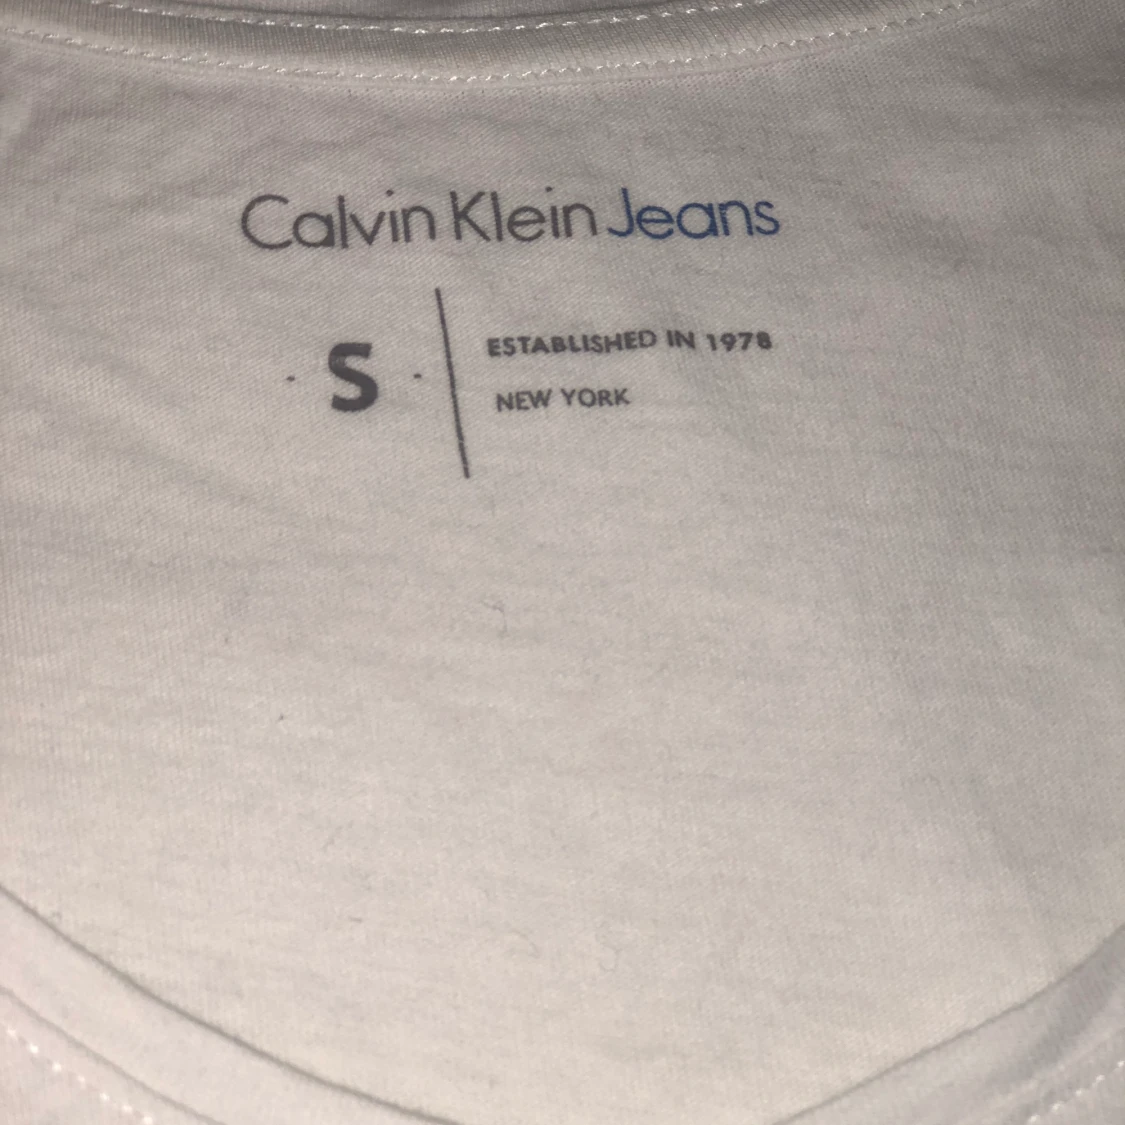 Calvin Klein Jeans
· S ·
ESTABLISHED IN 1978
NEW YORK